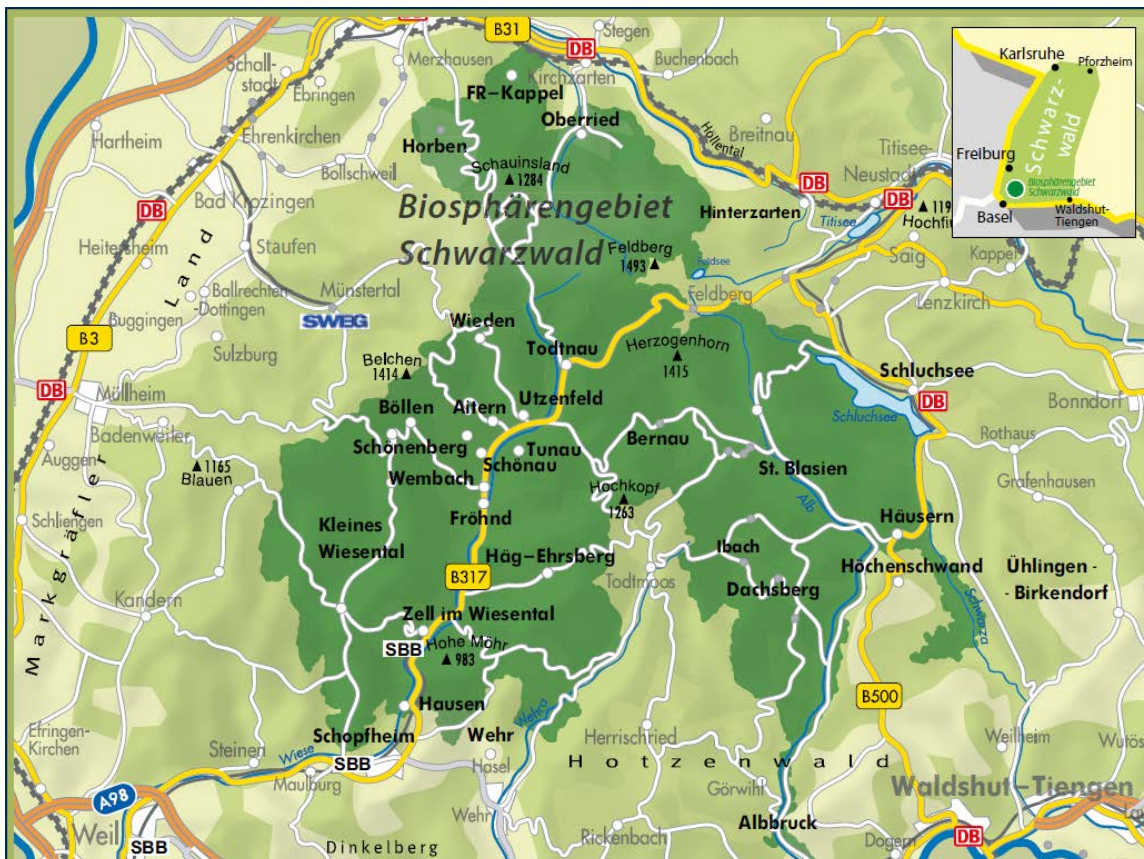 DB
B31
DB
Stegen
Merzhausen
Buchenbach
Kirchzarten
Schall-
stadt
Ebringen
FR-Kappel
Karlsruhe
Pforzheim
Schwarz-
wald
Freiburg
Biosphärengebiet
Schwarzwald
Basel
Waldshut-
Tiengen
Hartheim
Ehrenkirchen
Oberried
Breitnau
Höllental
Horben
Bollschweil
Titisee-
Neustadt
Schauinsland
1284
DB
DB
Bad Krozingen
DB
Biosphärengebiet
Schwarzwald
Hinterzarten
Titisee
119
Hochfir
Heitersheim
Staufen
Feldberg
1493
Feldsee
Saig
Kappel
Ballrechten
-Dottingen
Münstertal
Feldberg
Lenzkirch
Buggingen
SWEG
Wieden
B3
Sulzburg
Todtnau
Herzogenhorn
1415
Belchen
1414
Schluchsee
DB
Müllheim
DB
Böllen
Aitern
Utzenfeld
Schluchsee
Bonndorf
Badenweiler
Schönenberg
Tunau
Bernau
Rothaus
Auggen
Schönau
St. Blasien
1165
Blauen
Wembach
Hochkopf
1263
Alb
Grafenhausen
Schliengen
Fröhnd
Kleines
Wiesental
Häusern
Markgräfler Land
Häg-Ehrsberg
Ibach
Höchenschwand
Ühlingen -
- Birkendorf
B317
Todtmoos
Dachsberg
Kandern
Zell im Wiesental
Schwarza
SBB
Hohe Möhr
983
B500
Hausen
Efringen-
Kirchen
Steinen
Schopfheim
Wehr
Wehra
Herrischried
Weilheim
Wutös
Wiese
SBB
Hasel
Hotzenwald
Maulburg
Görwihl
Waldshut-Tiengen
A98
Wehr
Albbruck
Lau
Weil
SBB
Dinkelberg
Rickenbach
Dogern
DB